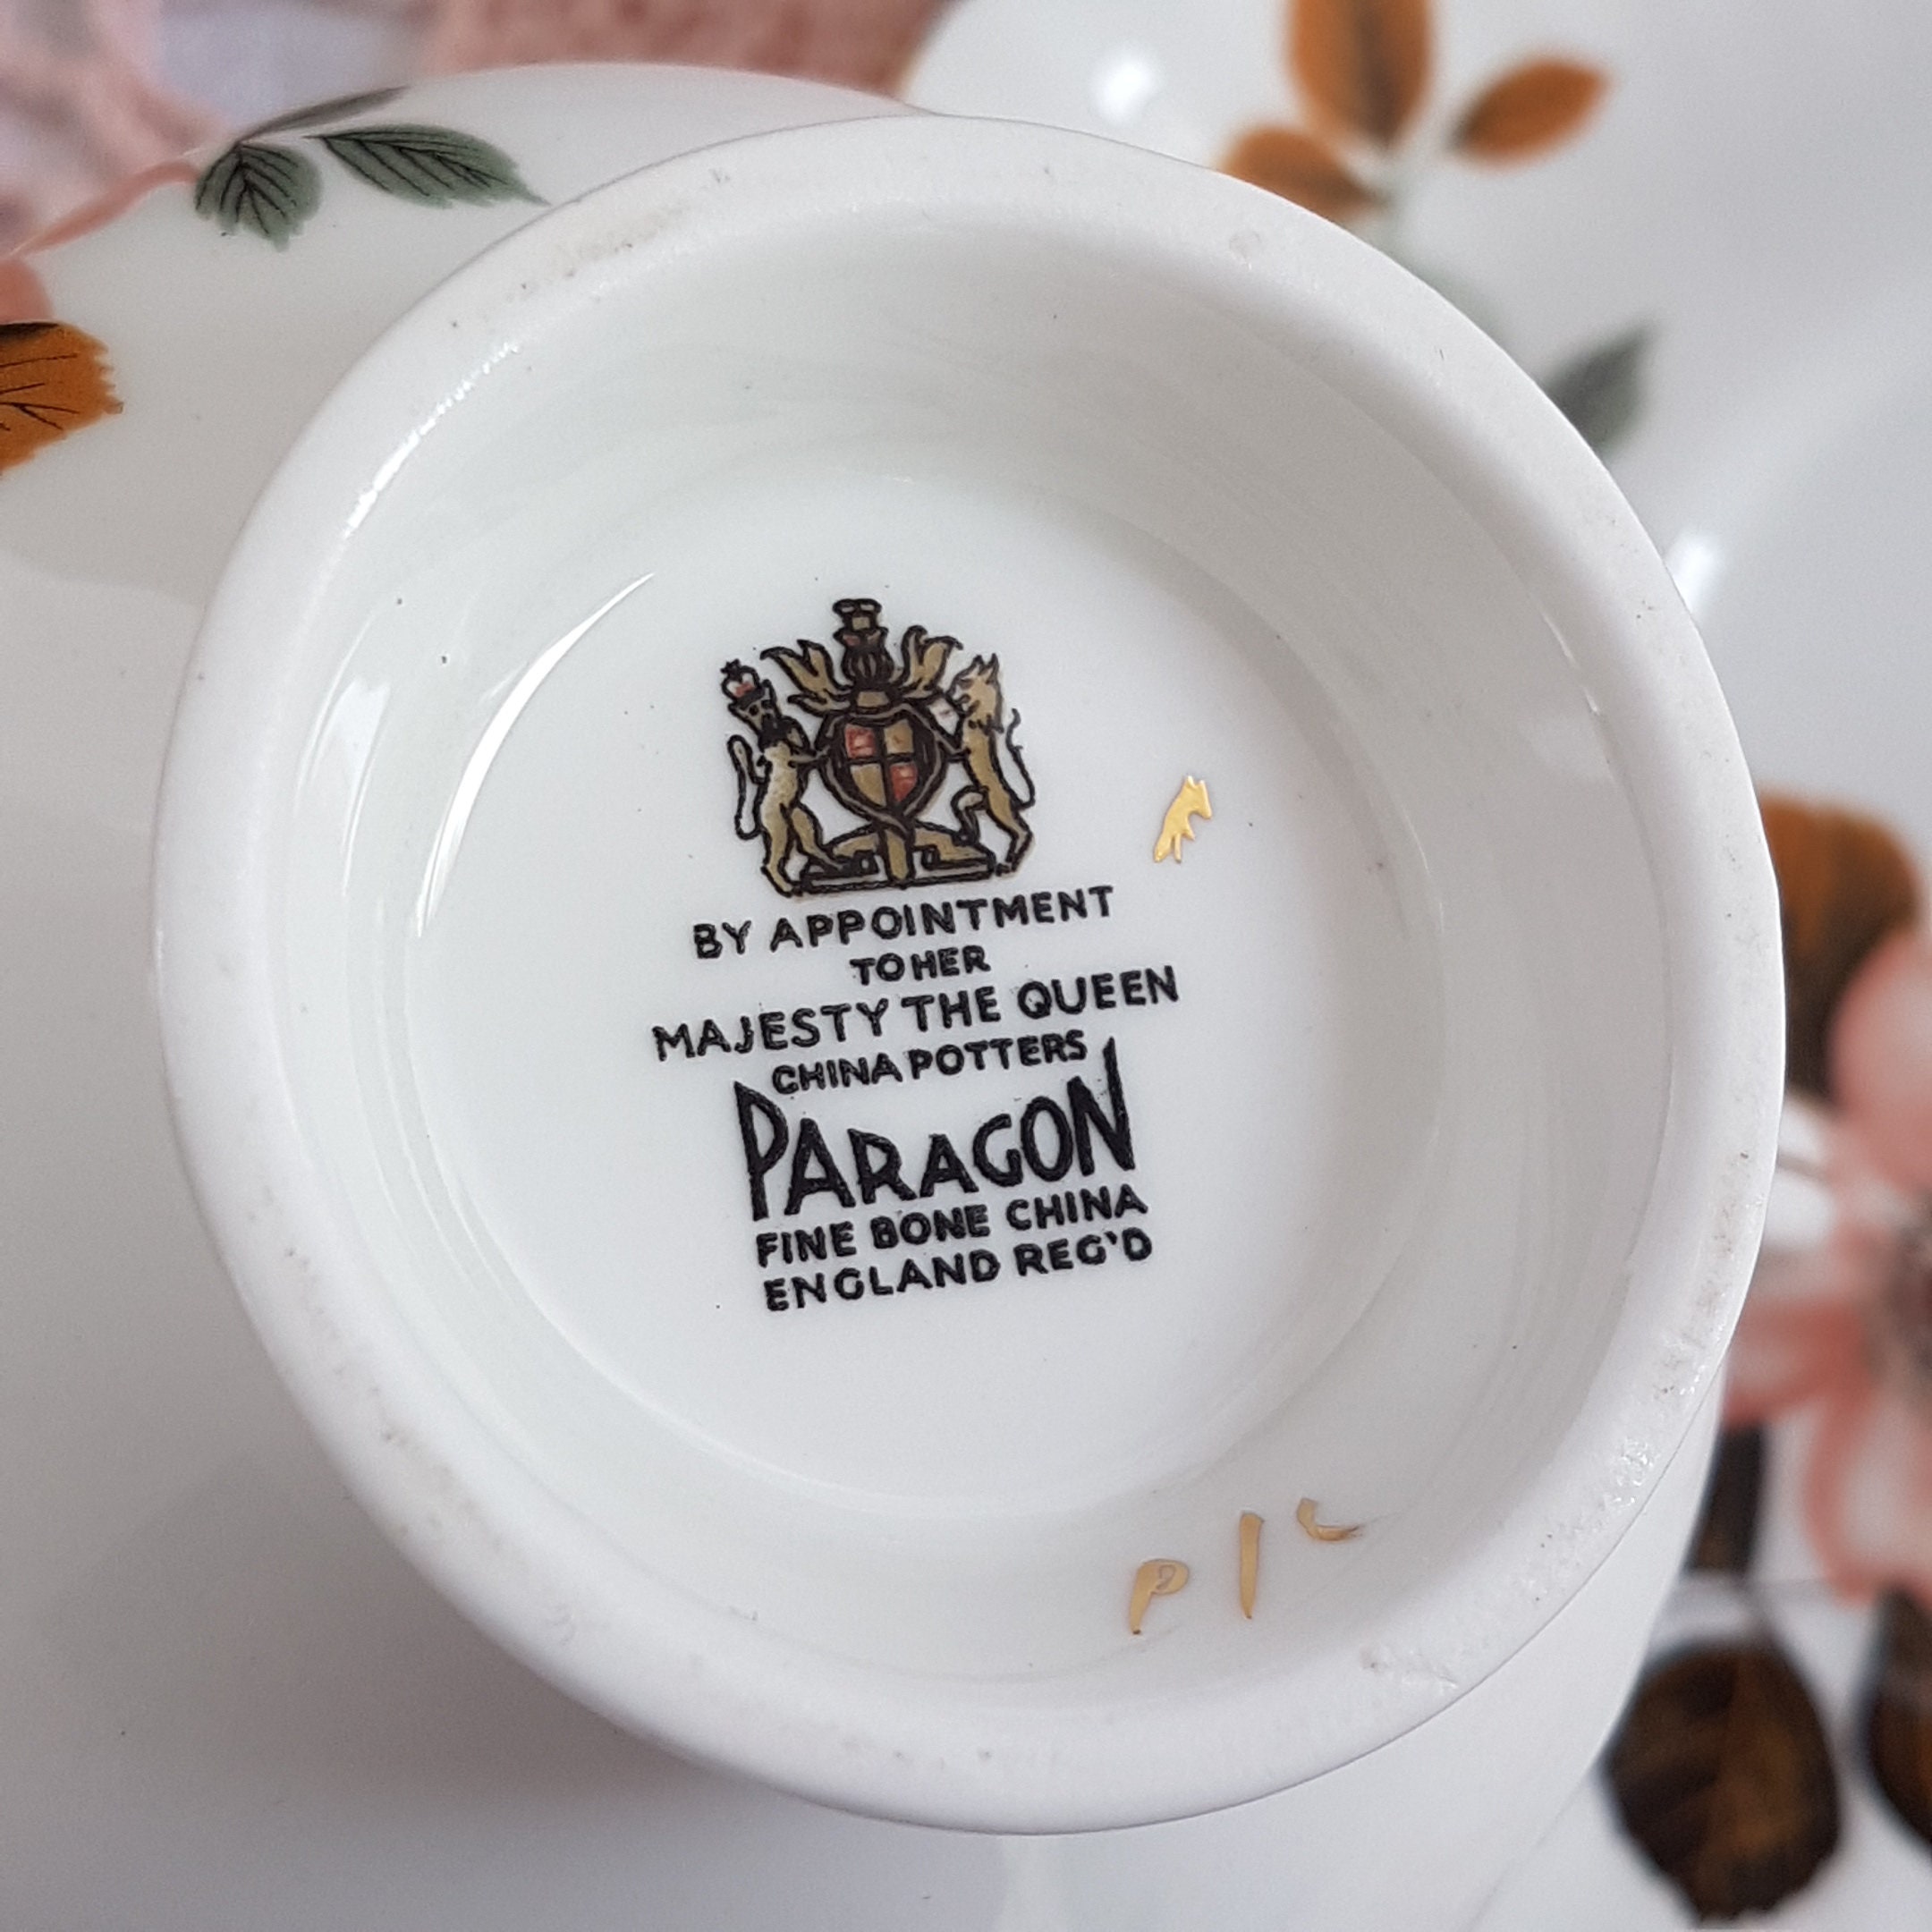 BY APPOINTMENT
TO HER
MAJESTY THE QUEEN
CHINA POTTERS
PARAGON
FINE BONE CHINA
ENGLAND REG'D